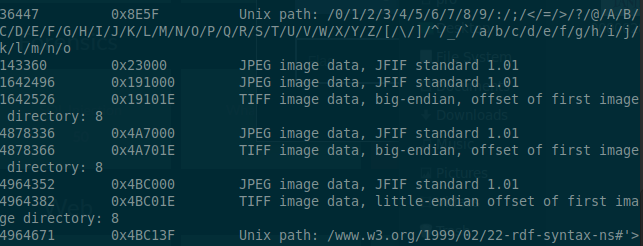 36447 0x8E5F Unix path: /0/1/2/3/4/5/6/7/8/9/:/;/</=/>/?/@/A/B/
C/D/E/F/G/H/I/J/K/L/M/N/O/P/Q/R/S/T/U/V/W/X/Y/Z/[/\/]/^/_/`/a/b/c/d/e/f/g/h/i/j/
k/l/m/n/o
143360 0x23000 JPEG image data, JFIF standard 1.01
1642496 0x191000 JPEG image data, JFIF standard 1.01
1642526 0x19101E TIFF image data, big-endian, offset of first image
directory: 8
4878336 0x4A7000 JPEG image data, JFIF standard 1.01
4878366 0x4A701E TIFF image data, big-endian, offset of first image
directory: 8
4964352 0x4BC000 JPEG image data, JFIF standard 1.01
4964382 0x4BC01E TIFF image data, little-endian offset of first ima
ge directory: 8
4964671 0x4BC13F Unix path: /www.w3.org/1999/02/22-rdf-syntax-ns#'>
File System
Downloads
Pictures